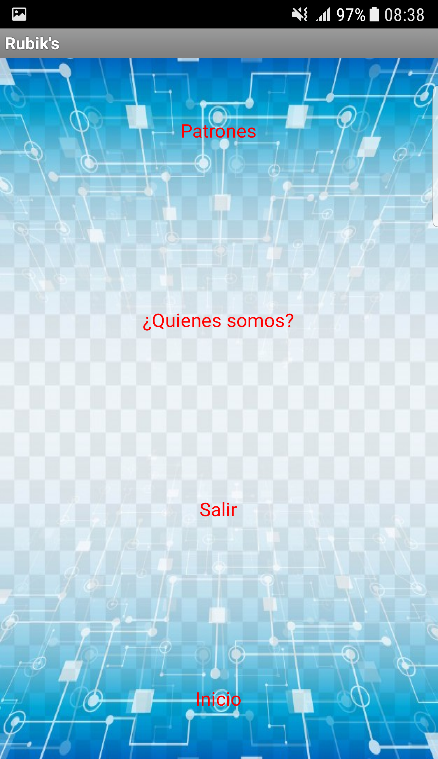 97% 08:38
Rubik's
Patrones
¿Quienes somos?
Salir
Inicio